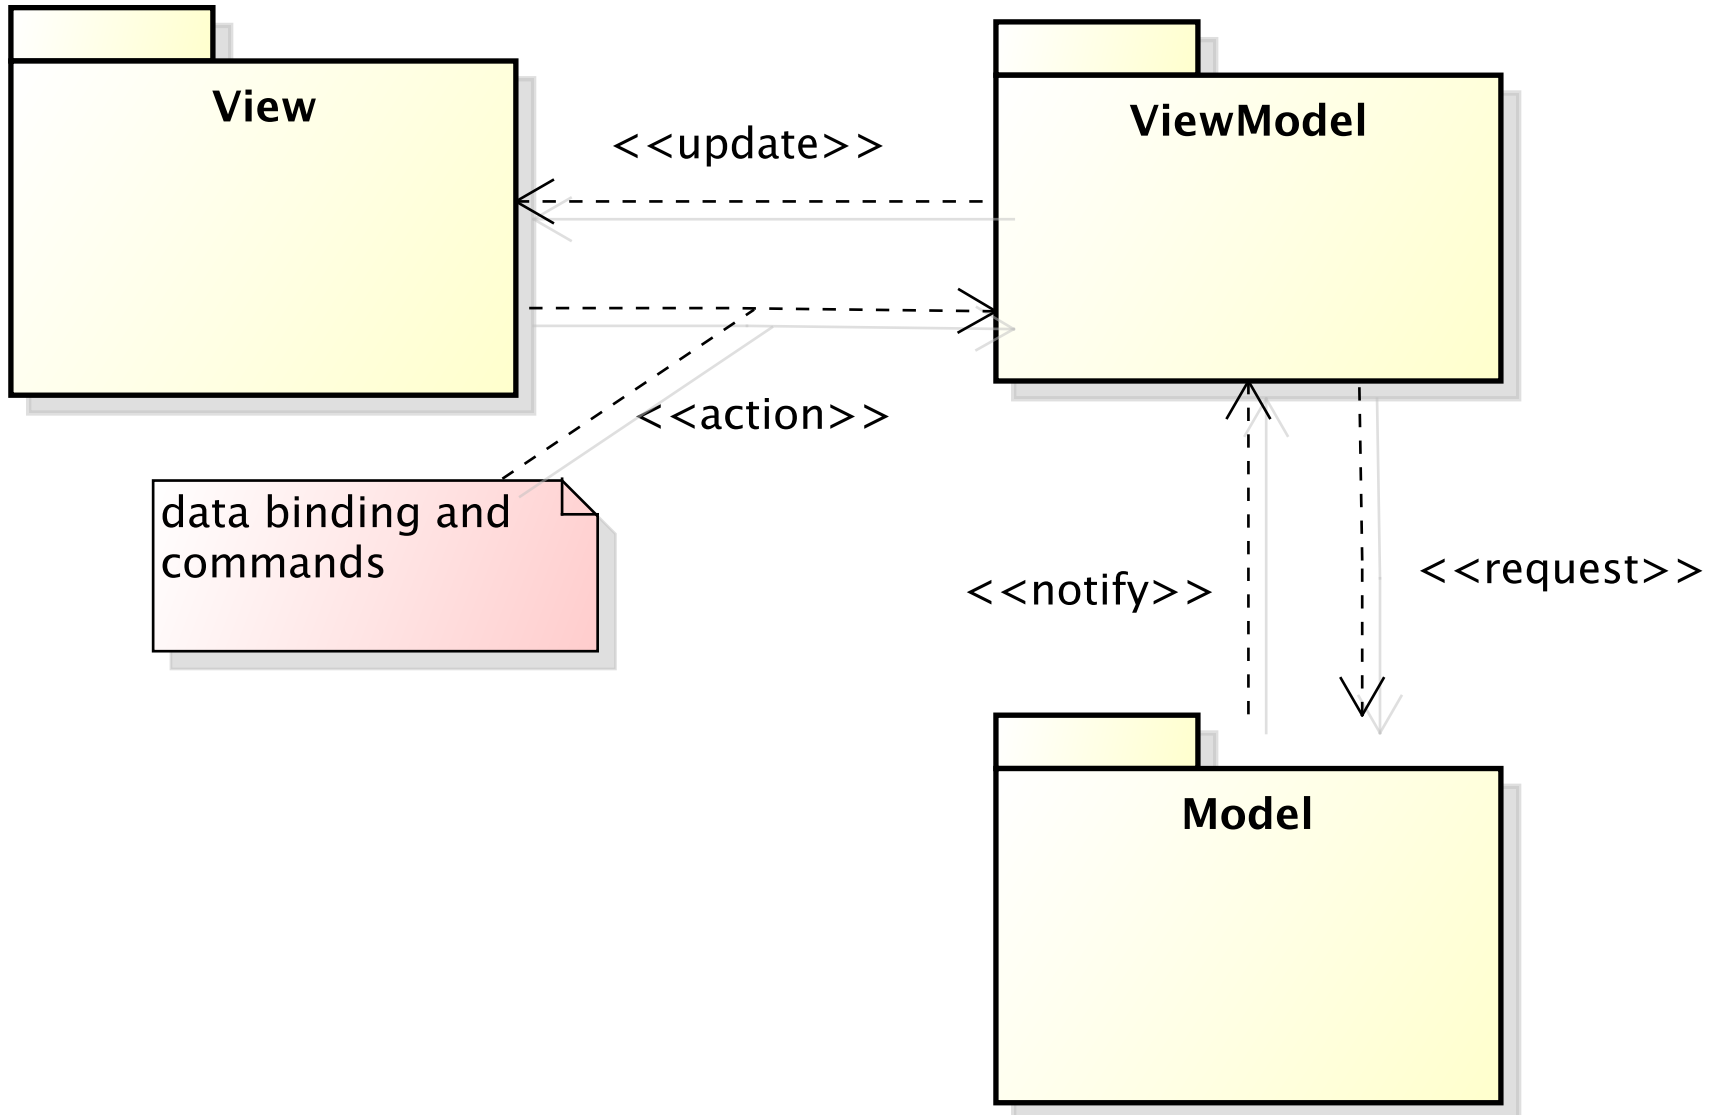 View
ViewModel
<<update>>
<<action>>
data binding and
commands
<<notify>>
<<request>>
Model